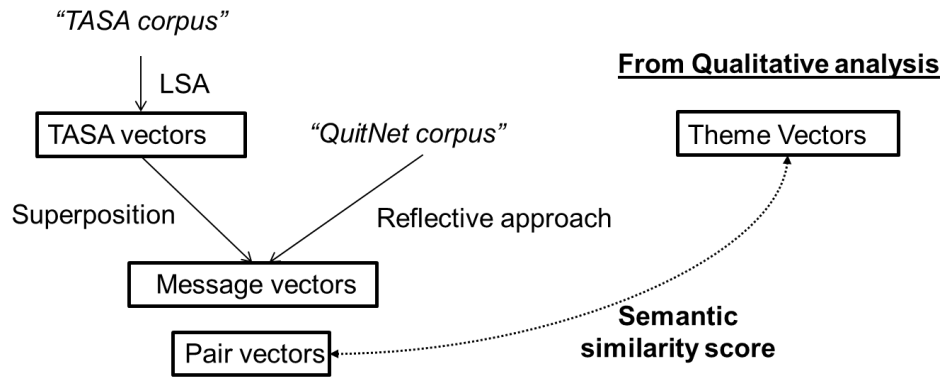 “TASA corpus”
LSA
From Qualitative analysis
TASA vectors
“QuitNet corpus”
Theme Vectors
Superposition
Reflective approach
Message vectors
Semantic
similarity score
Pair vectors